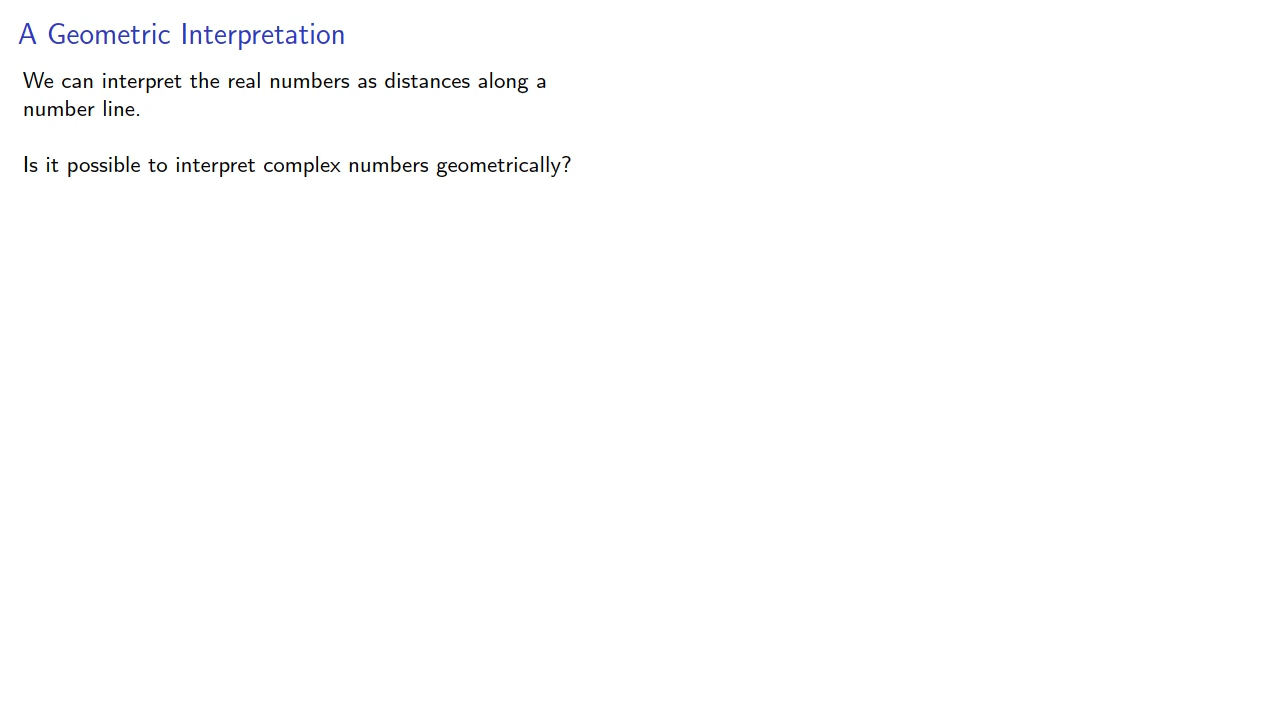 A Geometric Interpretation
We can interpret the real numbers as distances along a
number line.
Is it possible to interpret complex numbers geometrically?